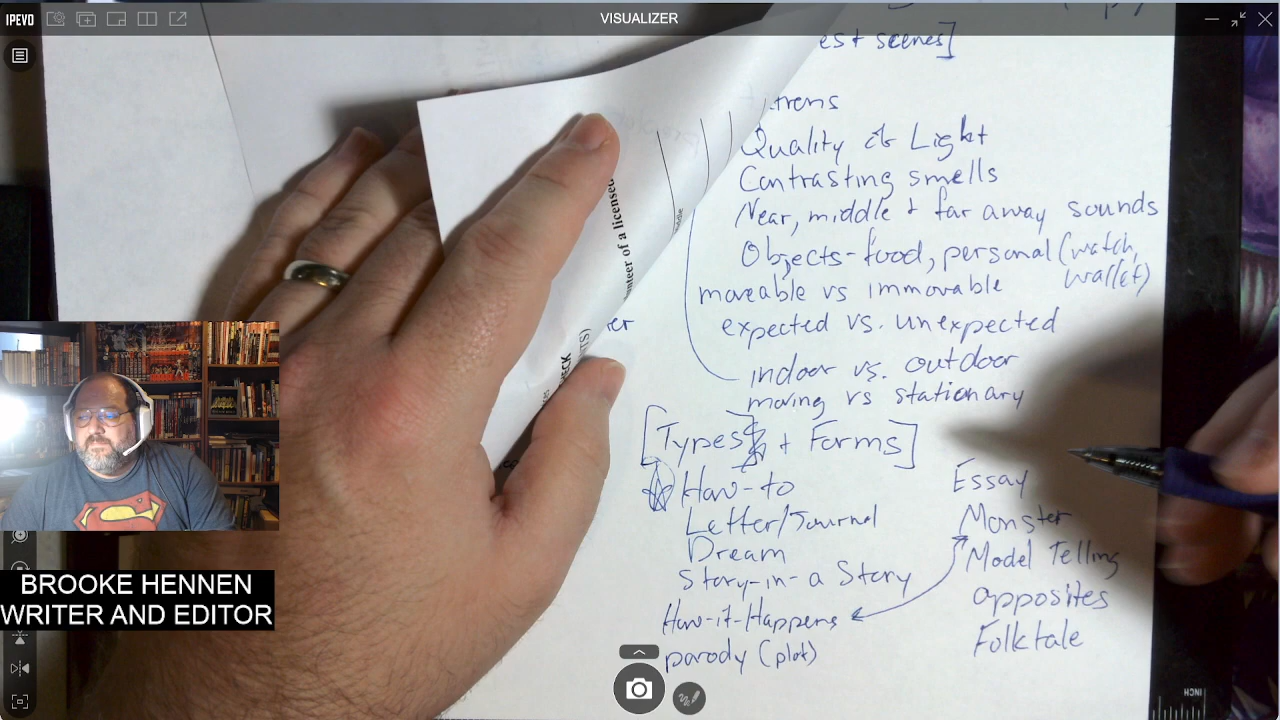 IPEVO
VISUALIZER
est scenes]
Quality of Light
Contrasting smells
Near, middle + far away sounds
Objects-food, personal (watch,
wallet)
moveable vs immovable
expected vs. unexpected
indoor vs. outdoor
moving vs stationary
[Types + Forms]
How-to
Letter/Journal
Dream
Story-in-a Story
How-it-Happens
parody (plot)
Essay
Monster
Model Telling
opposites
Folktale
of a licensed
BROOKE HENNEN
WRITER AND EDITOR
INCH